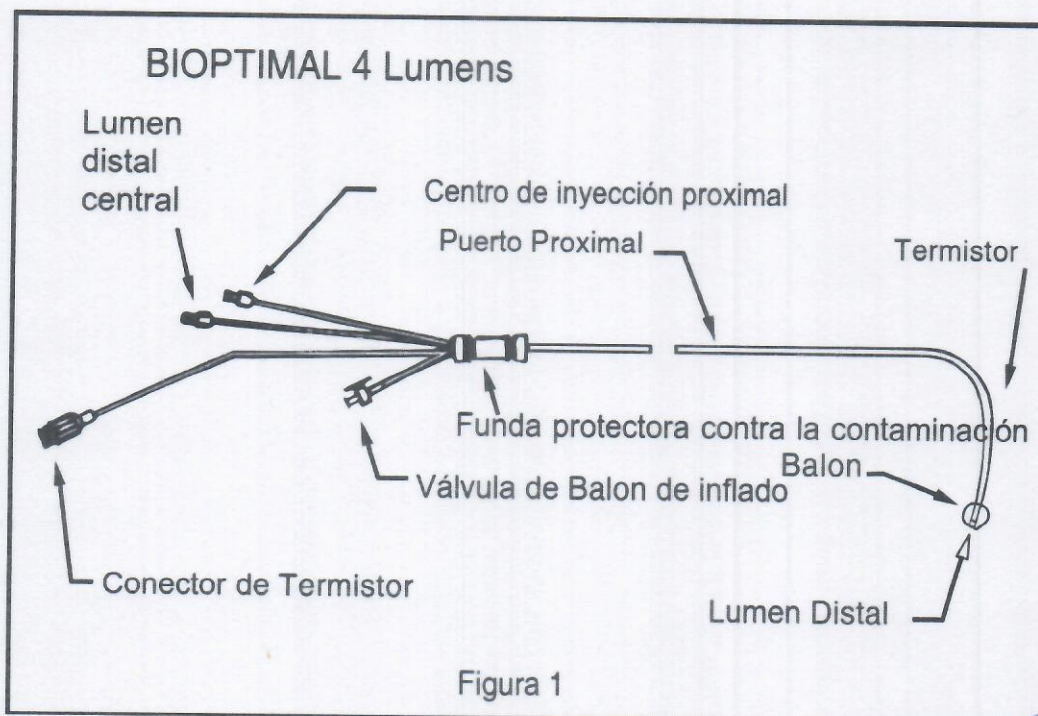 BIOPTIMAL 4 Lumens
Lumen
distal
central
Centro de inyección proximal
Puerto Proximal
Termistor
Funda protectora contra la contaminación
Balon
Válvula de Balon de inflado
Conector de Termistor
Lumen Distal
Figura 1